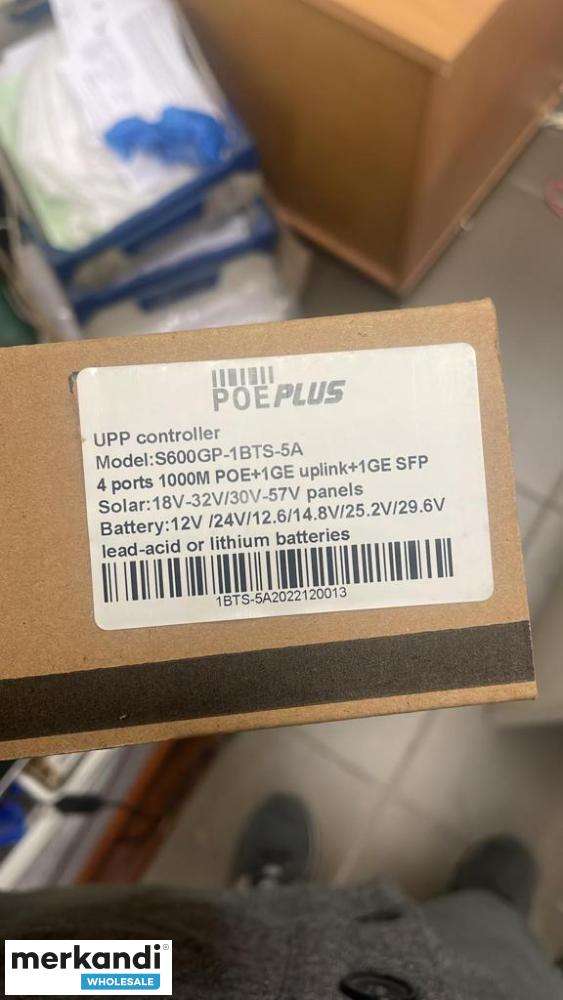 POE PLUS
UPP controller
Model:S600GP-1BTS-5A
4 ports 1000M POE+1GE uplink+1GE SFP
Solar:18V-32V/30V-57V panels
Battery:12V /24V/12.6/14.8V/25.2V/29.6V
lead-acid or lithium batteries
1BTS-5A2022120013
merkandi®
WHOLESALE